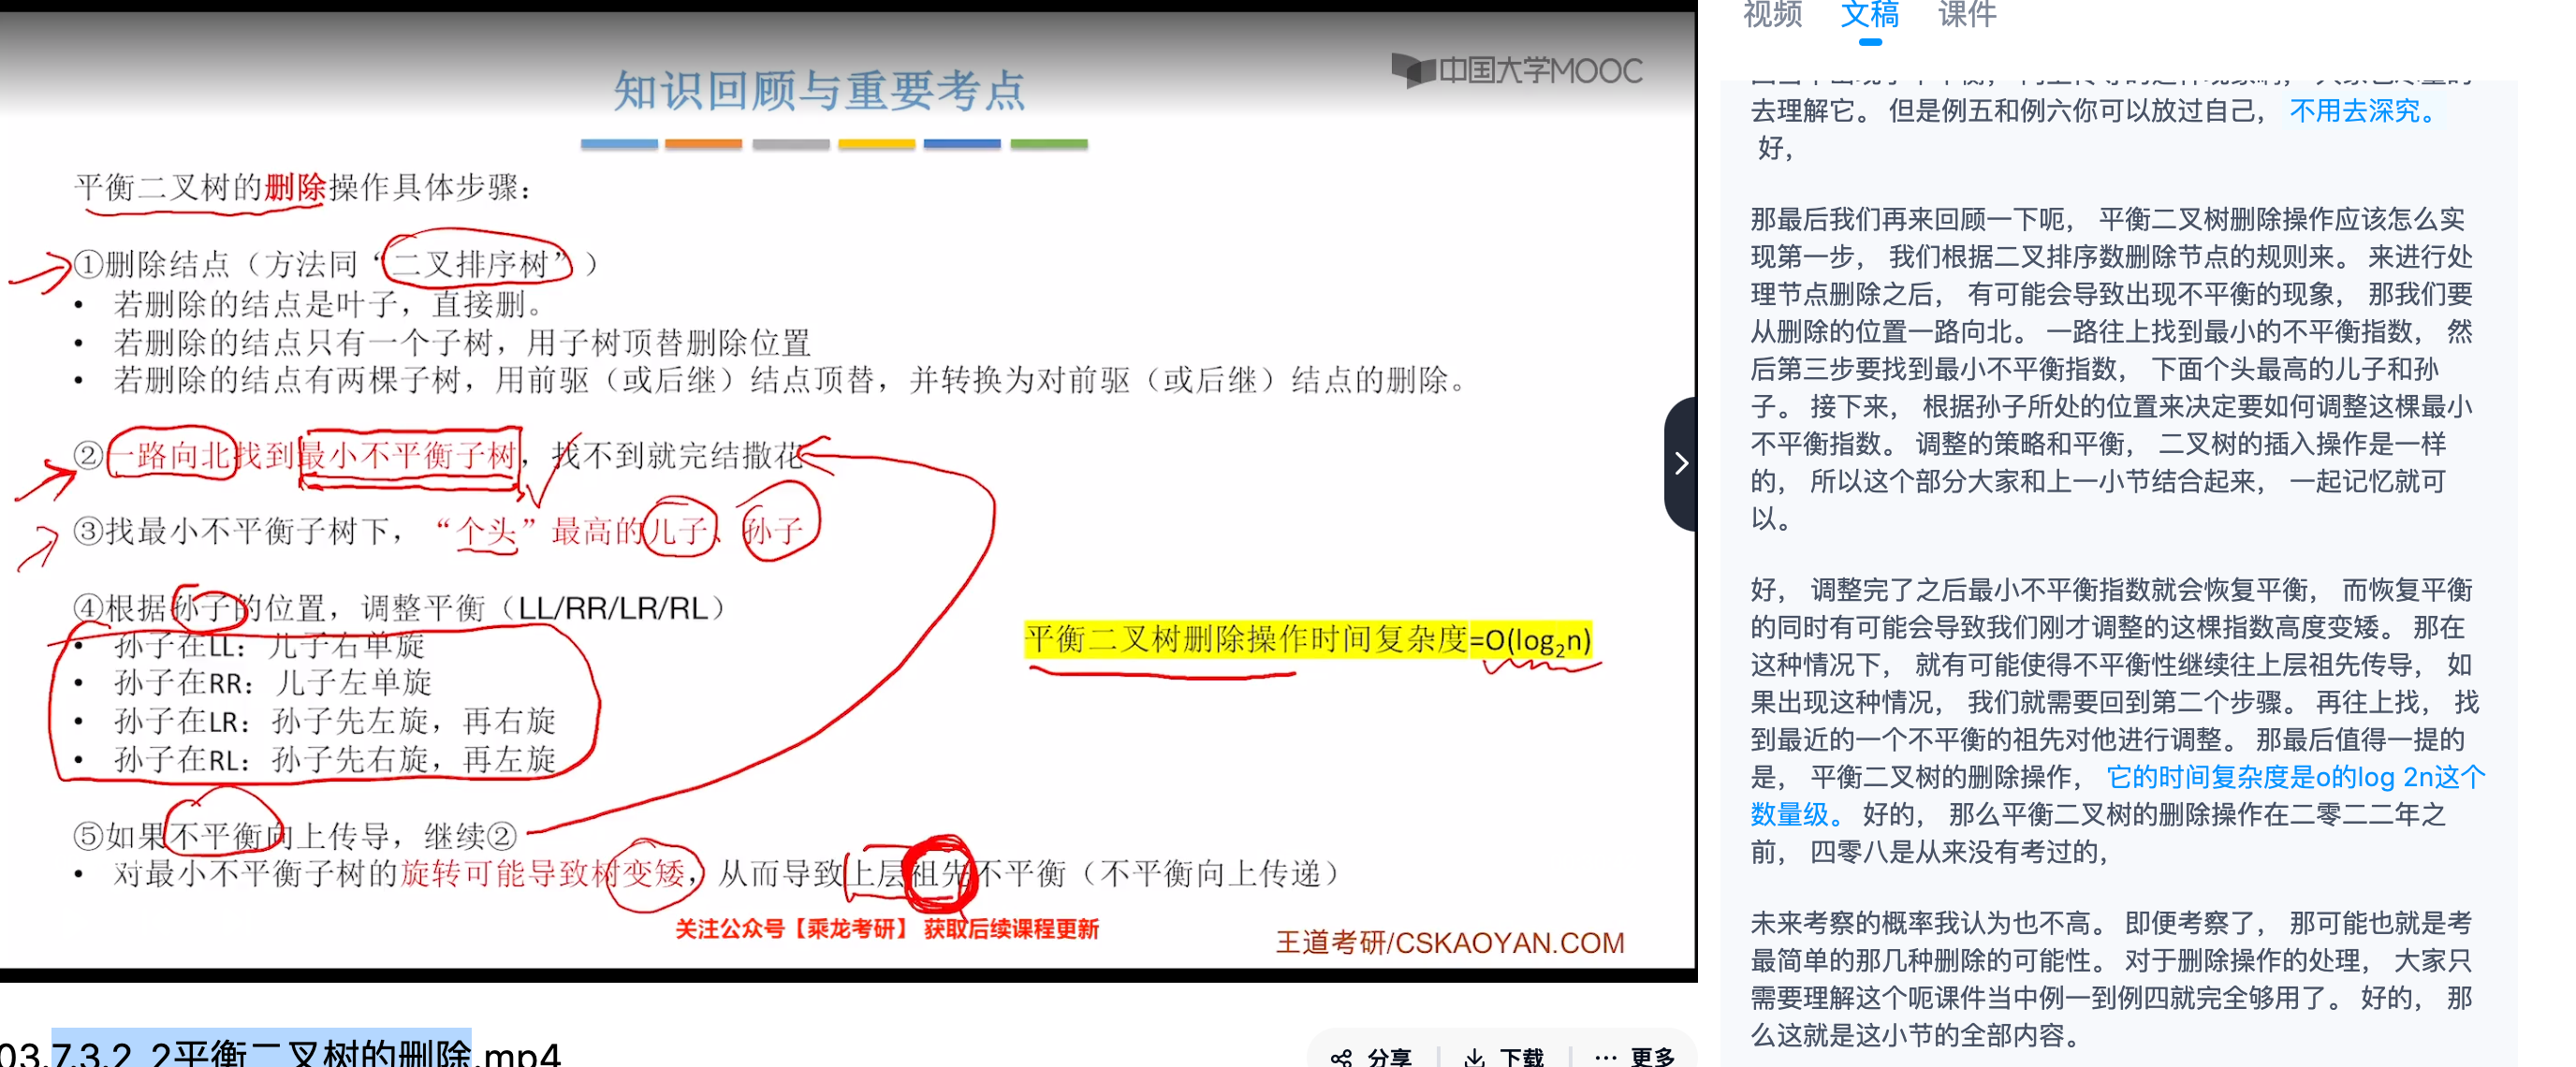 中国大学MOOC
知识回顾与重要考点
平衡二叉树的删除操作具体步骤：
①删除结点（方法同“二叉排序树”）
• 若删除的结点是叶子，直接删。
• 若删除的结点只有一个子树，用子树顶替删除位置
• 若删除的结点有两棵子树，用前驱（或后继）结点顶替，并转换为对前驱（或后继）结点的删除。
②一路向北找到最小不平衡子树，找不到就完结撒花
③找最小不平衡子树下，“个头”最高的儿子、孙子
④根据孙子的位置，调整平衡（LL/RR/LR/RL）
• 孙子在LL：儿子右单旋
• 孙子在RR：儿子左单旋
• 孙子在LR：孙子先左旋，再右旋
• 孙子在RL：孙子先右旋，再左旋
平衡二叉树删除操作时间复杂度=O(log₂n)
⑤如果不平衡向上传导，继续②
• 对最小不平衡子树的旋转可能导致树变矮，从而导致上层祖先不平衡（不平衡向上传递）
关注公众号【乘龙考研】 获取后续课程更新
王道考研/CSKAOYAN.COM
03.7.3.2_2平衡二叉树的删除.mp4
分享 下载 ··· 更多
视频 文稿 课件
去理解它。 但是例五和例六你可以放过自己， 不用去深究。
好，
那最后我们再来回顾一下呃， 平衡二叉树删除操作应该怎么实
现第一步， 我们根据二叉排序数删除节点的规则来。 来进行处
理节点删除之后， 有可能会导致出现不平衡的现象， 那我们要
从删除的位置一路向北。 一路往上找到最小的不平衡指数， 然
后第三步要找到最小不平衡指数， 下面个头最高的儿子和孙
子。 接下来， 根据孙子所处的位置来决定要如何调整这棵最小
不平衡指数。 调整的策略和平衡， 二叉树的插入操作是一样
的， 所以这个部分大家和上一小节结合起来， 一起记忆就可
以。
好， 调整完了之后最小不平衡指数就会恢复平衡， 而恢复平衡
的同时有可能会导致我们刚才调整的这棵指数高度变矮。 那在
这种情况下， 就有可能使得不平衡性继续往上层祖先传导， 如
果出现这种情况， 我们就需要回到第二个步骤。 再往上找， 找
到最近的一个不平衡的祖先对他进行调整。 那最后值得一提的
是， 平衡二叉树的删除操作， 它的时间复杂度是o的log 2n这个
数量级。 好的， 那么平衡二叉树的删除操作在二零二二年之
前， 四零八是从来没有考过的，
未来考察的概率我认为也不高。 即便考察了， 那可能也就是考
最简单的那几种删除的可能性。 对于删除操作的处理， 大家只
需要理解这个呃课件当中例一到例四就完全够用了。 好的， 那
么这就是这小节的全部内容。